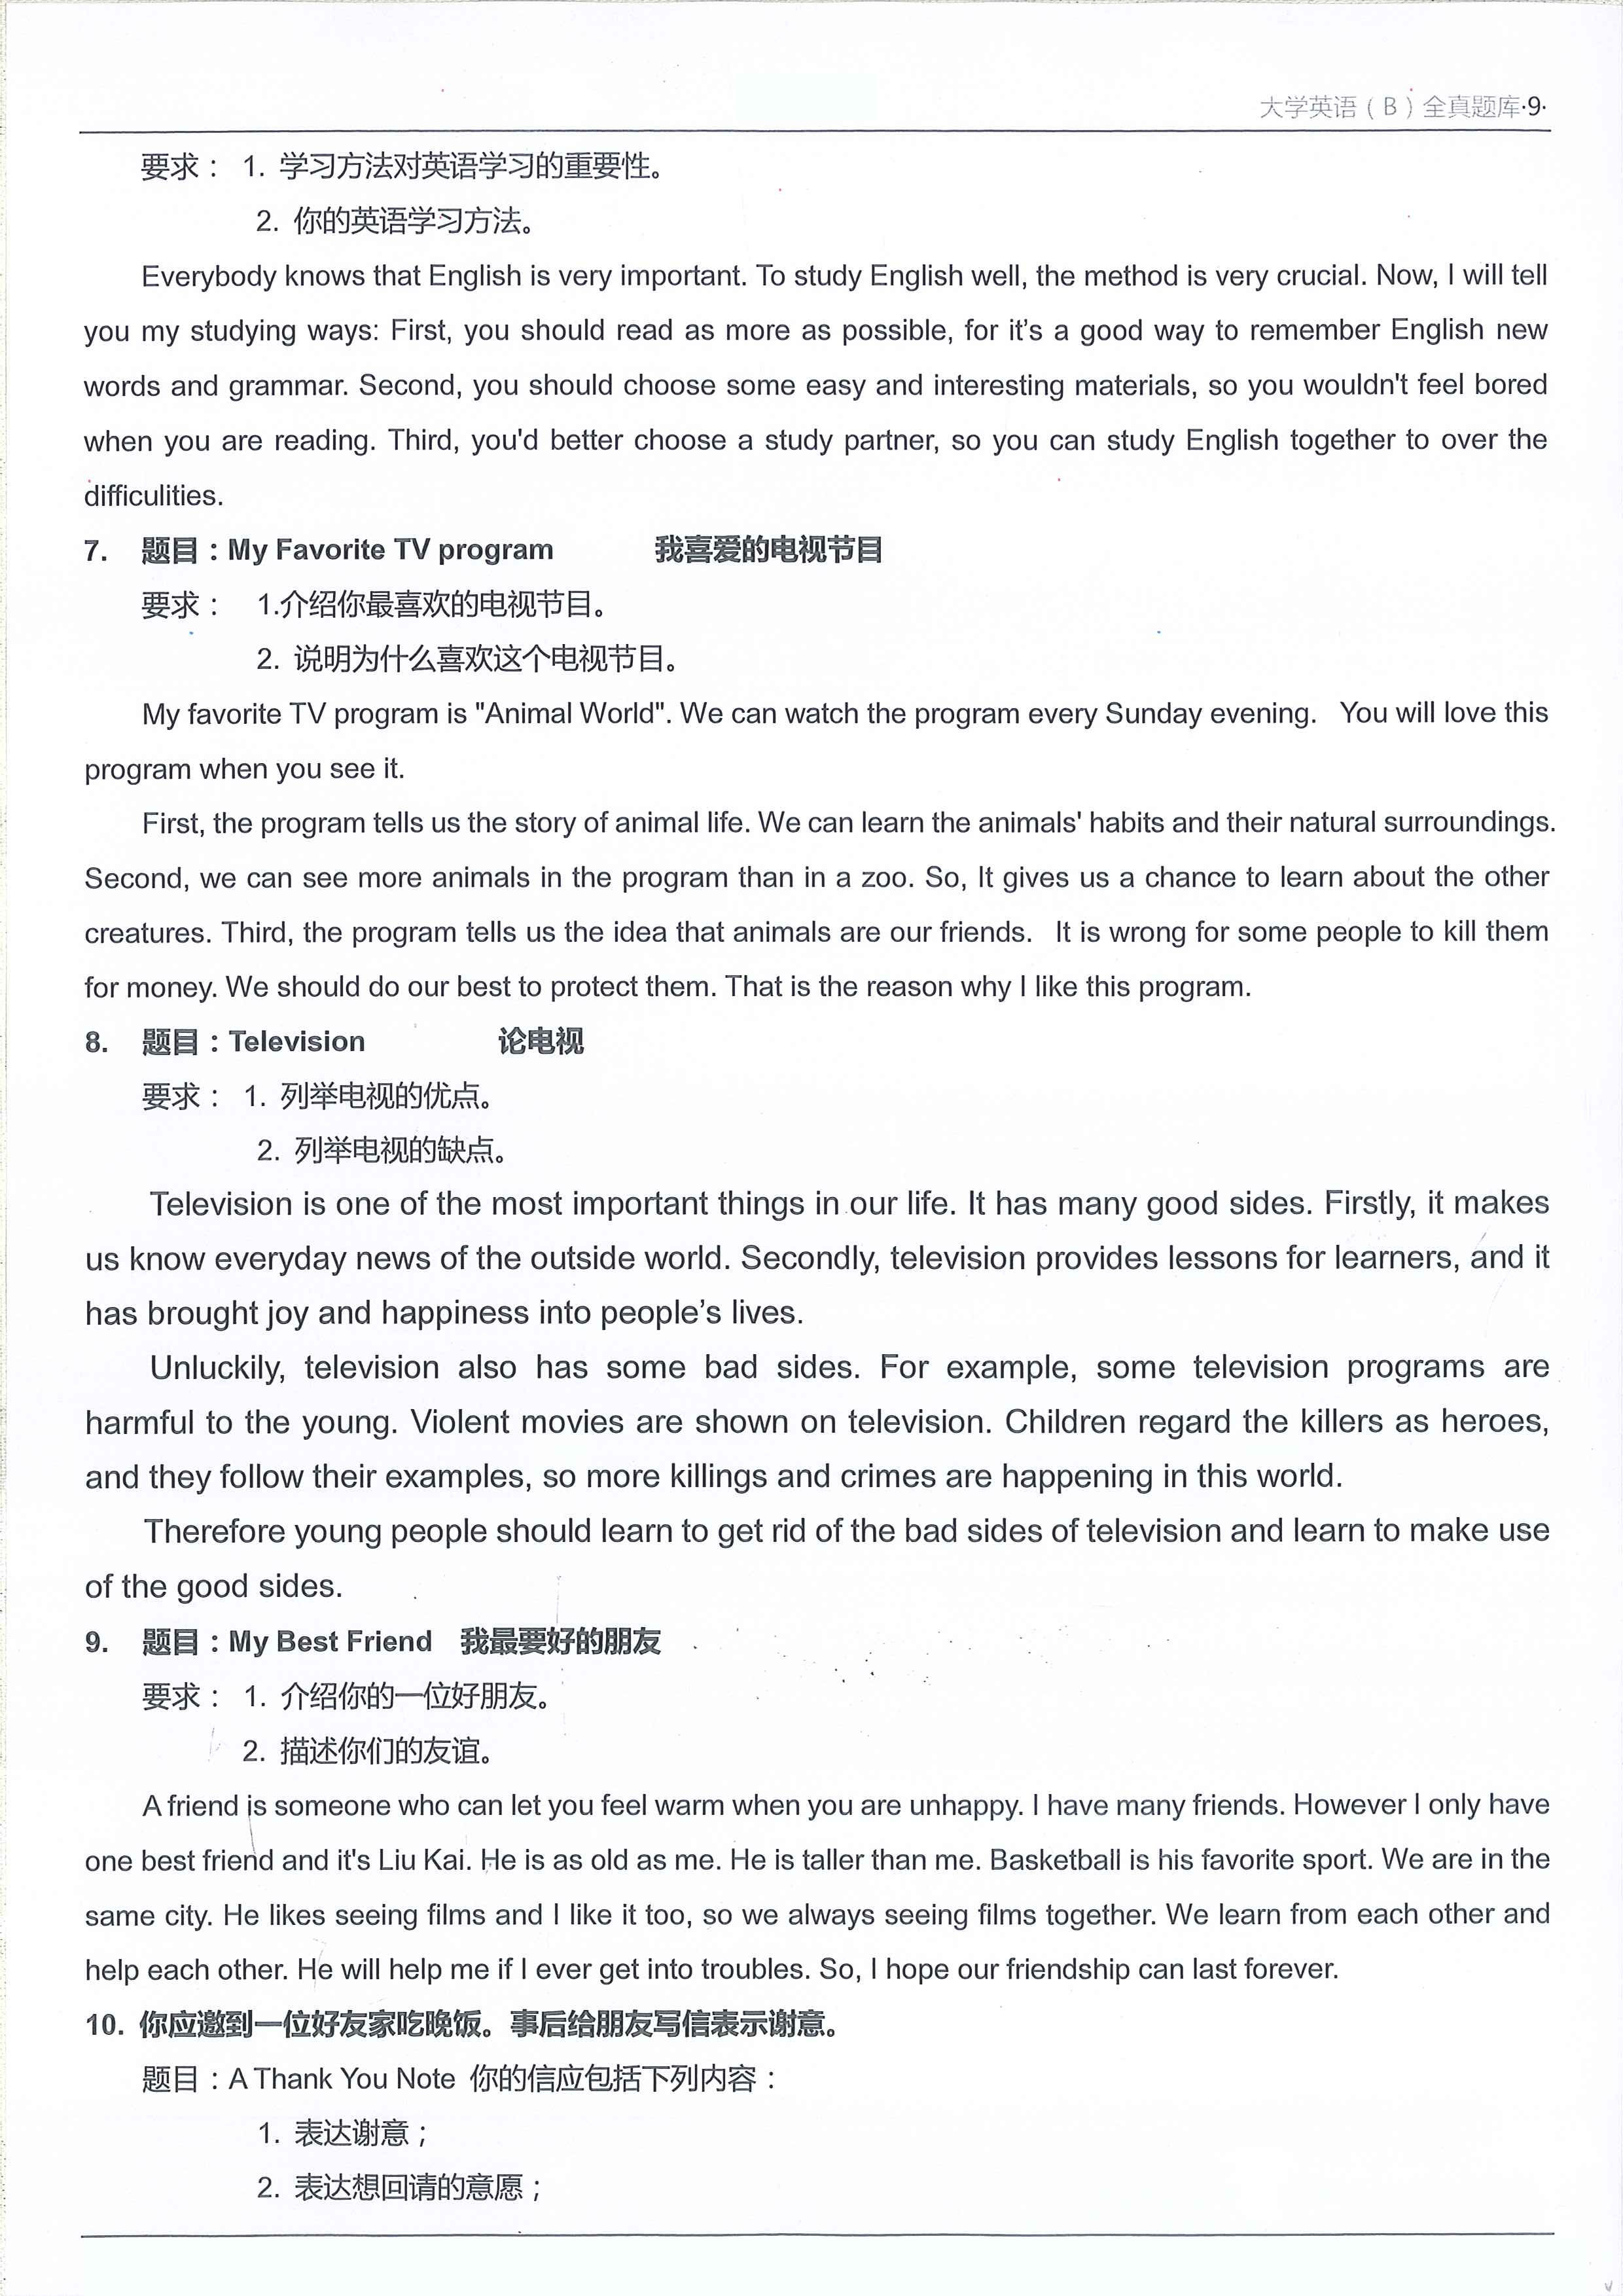 大学英语（B）全真题库·9·
要求： 1. 学习方法对英语学习的重要性。
2. 你的英语学习方法。
Everybody knows that English is very important. To study English well, the method is very crucial. Now, I will tell
you my studying ways: First, you should read as more as possible, for it’s a good way to remember English new
words and grammar. Second, you should choose some easy and interesting materials, so you wouldn't feel bored
when you are reading. Third, you'd better choose a study partner, so you can study English together to over the
difficulities.
7. 题目：My Favorite TV program 我喜爱的电视节目
要求： 1.介绍你最喜欢的电视节目。
2. 说明为什么喜欢这个电视节目。
My favorite TV program is "Animal World". We can watch the program every Sunday evening. You will love this
program when you see it.
First, the program tells us the story of animal life. We can learn the animals' habits and their natural surroundings.
Second, we can see more animals in the program than in a zoo. So, It gives us a chance to learn about the other
creatures. Third, the program tells us the idea that animals are our friends. It is wrong for some people to kill them
for money. We should do our best to protect them. That is the reason why I like this program.
8. 题目：Television 论电视
要求： 1. 列举电视的优点。
2. 列举电视的缺点。
Television is one of the most important things in our life. It has many good sides. Firstly, it makes
us know everyday news of the outside world. Secondly, television provides lessons for learners, and it
has brought joy and happiness into people’s lives.
Unluckily, television also has some bad sides. For example, some television programs are
harmful to the young. Violent movies are shown on television. Children regard the killers as heroes,
and they follow their examples, so more killings and crimes are happening in this world.
Therefore young people should learn to get rid of the bad sides of television and learn to make use
of the good sides.
9. 题目：My Best Friend 我最要好的朋友
要求： 1. 介绍你的一位好朋友。
2. 描述你们的友谊。
A friend is someone who can let you feel warm when you are unhappy. I have many friends. However I only have
one best friend and it's Liu Kai. He is as old as me. He is taller than me. Basketball is his favorite sport. We are in the
same city. He likes seeing films and I like it too, so we always seeing films together. We learn from each other and
help each other. He will help me if I ever get into troubles. So, I hope our friendship can last forever.
10. 你应邀到一位好友家吃晚饭。事后给朋友写信表示谢意。
题目：A Thank You Note 你的信应包括下列内容：
1. 表达谢意；
2. 表达想回请的意愿；